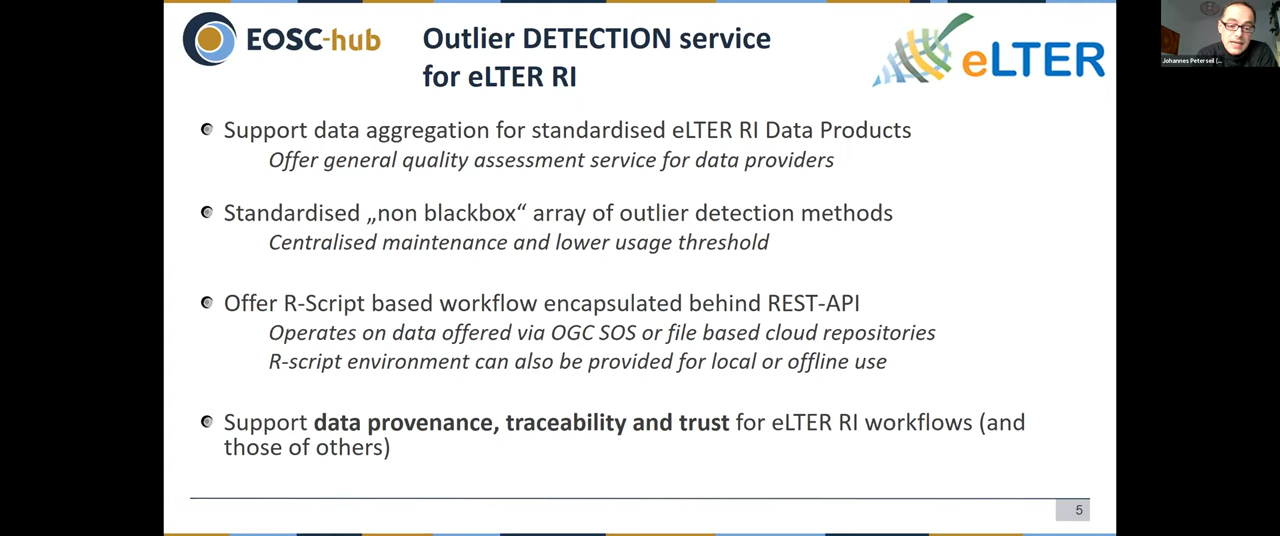 EOSC-hub
Outlier DETECTION service
for eLTER RI
eLTER
Johannes Peterseil (...
Support data aggregation for standardised eLTER RI Data Products
Offer general quality assessment service for data providers
Standardised „non blackbox“ array of outlier detection methods
Centralised maintenance and lower usage threshold
Offer R-Script based workflow encapsulated behind REST-API
Operates on data offered via OGC SOS or file based cloud repositories
R-script environment can also be provided for local or offline use
Support data provenance, traceability and trust for eLTER RI workflows (and
those of others)
5